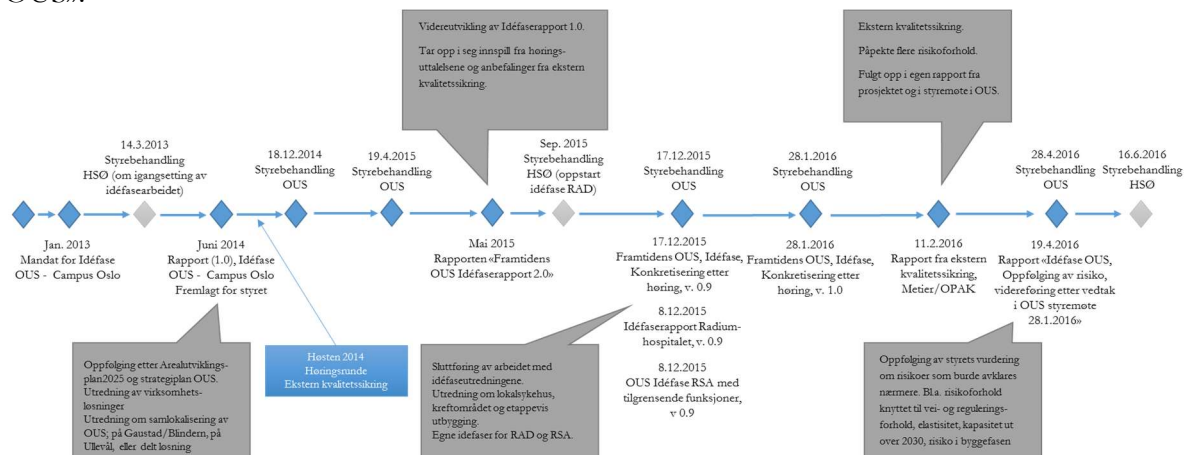 OUS».
Videreutvikling av Idéfaserapport 1.0.
Tar opp i seg innspill fra hørings-
uttalelsene og anbefalinger fra ekstern
kvalitetssikring.
Ekstern kvalitetssikring.
Påpekte flere risikoforhold.
Fulgt opp i egen rapport fra
prosjektet og i styremøte i OUS.
14.3.2013
Styrebehandling
HSØ (om igangsetting av
idéfasearbeidet)
18.12.2014
Styrebehandling
OUS
19.4.2015
Styrebehandling
OUS
Sep. 2015
Styrebehandling
HSØ (oppstart
idéfase RAD)
17.12.2015
Styrebehandling
OUS
28.1.2016
Styrebehandling
OUS
28.4.2016
Styrebehandling
OUS
16.6.2016
Styrebehandling
HSØ
Jan. 2013
Mandat for Idéfase
OUS - Campus Oslo
Juni 2014
Rapport (1.0), Idéfase
OUS - Campus Oslo
Fremlagt for styret
Mai 2015
Rapporten «Framtidens
OUS Idéfaserapport 2.0»
17.12.2015
Framtidens OUS, Idéfase,
Konkretisering etter
høring, v. 0.9
8.12.2015
Idéfaserapport Radium-
hospitalet, v. 0.9
8.12.2015
OUS Idéfase RSA med
tilgrensende funksjoner,
v 0.9
28.1.2016
Framtidens OUS, Idéfase,
Konkretisering etter
høring, v. 1.0
11.2.2016
Rapport fra ekstern
kvalitetssikring,
Metier/OPAK
19.4.2016
Rapport «Idéfase OUS,
Oppfølging av risiko,
videreføring etter vedtak
i OUS styremøte
28.1.2016»
Oppfølging etter Arealutviklings-
plan2025 og strategiplan OUS.
Utredning av virksomhets-
løsninger
Utredning om samlokalisering av
OUS; på Gaustad/Blindern, på
Ullevål, eller delt løsning
Høsten 2014
Høringsrunde
Ekstern kvalitetssikring
Sluttføring av arbeidet med
idéfaseutredningene.
Utredning om lokalsykehus,
kreftområdet og etappevis
utbygging.
Egne idefaser for RAD og RSA.
Oppfølging av styrets vurdering
om risikoer som burde avklares
nærmere. Bl.a. risikoforhold
knyttet til vei- og regulerings-
forhold, elastisitet, kapasitet ut
over 2030, risiko i byggefasen